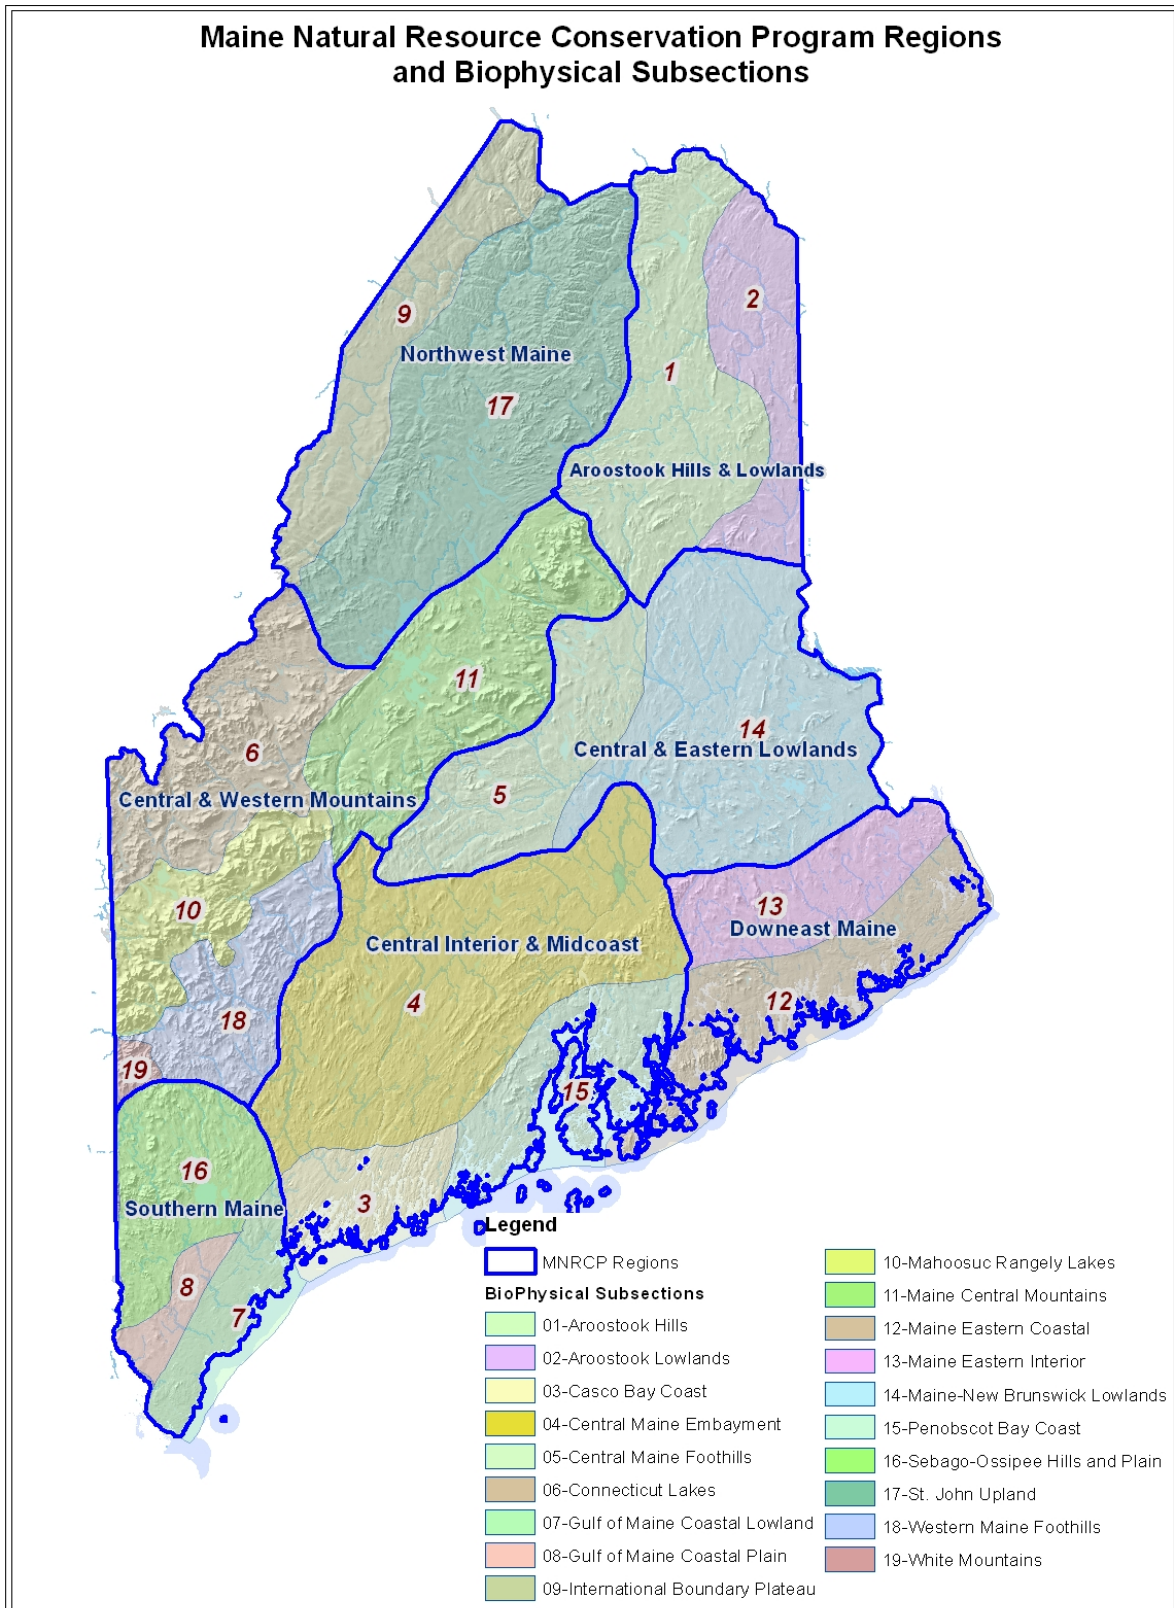 Maine Natural Resource Conservation Program Regions
and Biophysical Subsections
9
2
Northwest Maine
1
17
Aroostook Hills & Lowlands
11
14
6
Central & Eastern Lowlands
5
Central & Western Mountains
10
13
Downeast Maine
Central Interior & Midcoast
4
12
18
19
15
16
3
Southern Maine
8
7
Legend
MNRCP Regions
BioPhysical Subsections
01-Aroostook Hills
02-Aroostook Lowlands
03-Casco Bay Coast
04-Central Maine Embayment
05-Central Maine Foothills
06-Connecticut Lakes
07-Gulf of Maine Coastal Lowland
08-Gulf of Maine Coastal Plain
09-International Boundary Plateau
10-Mahoosuc Rangely Lakes
11-Maine Central Mountains
12-Maine Eastern Coastal
13-Maine Eastern Interior
14-Maine-New Brunswick Lowlands
15-Penobscot Bay Coast
16-Sebago-Ossipee Hills and Plain
17-St. John Upland
18-Western Maine Foothills
19-White Mountains